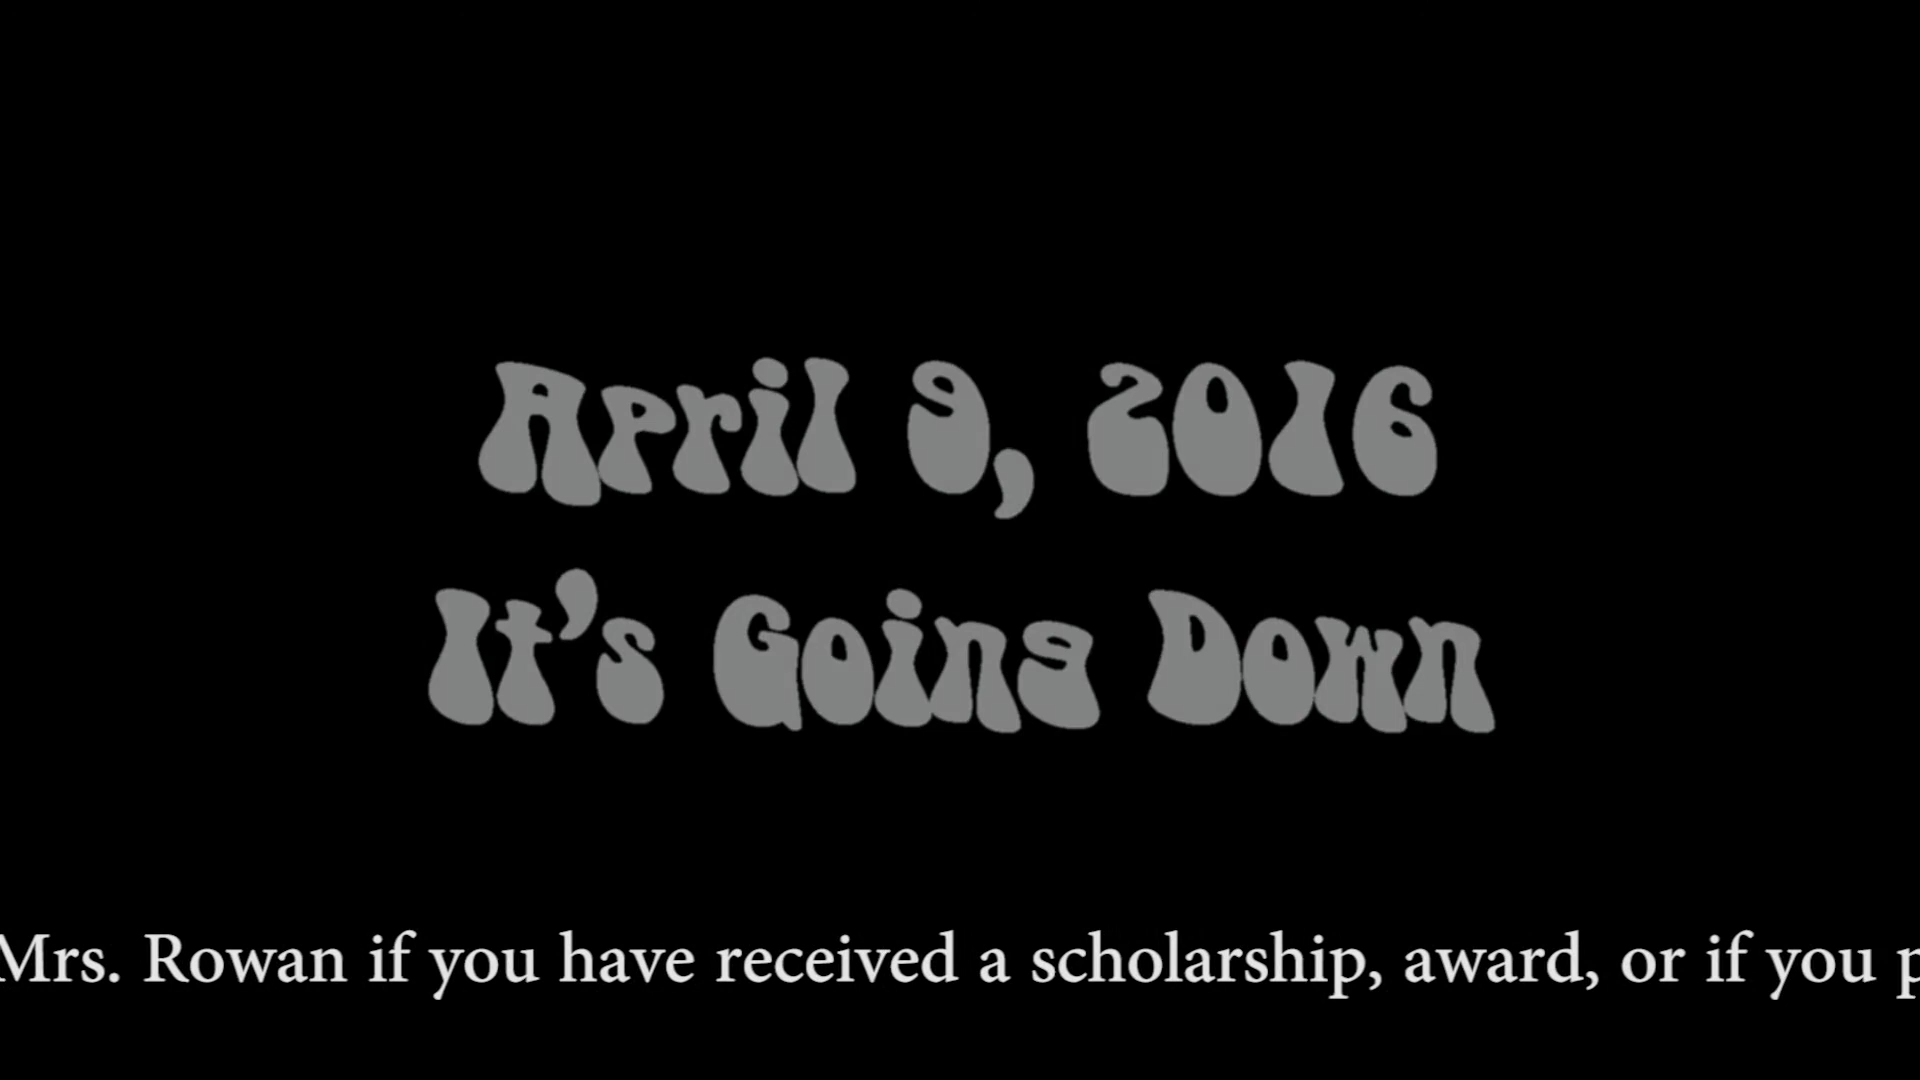 April 9, 2016
It's Going Down
Mrs. Rowan if you have received a scholarship, award, or if you p